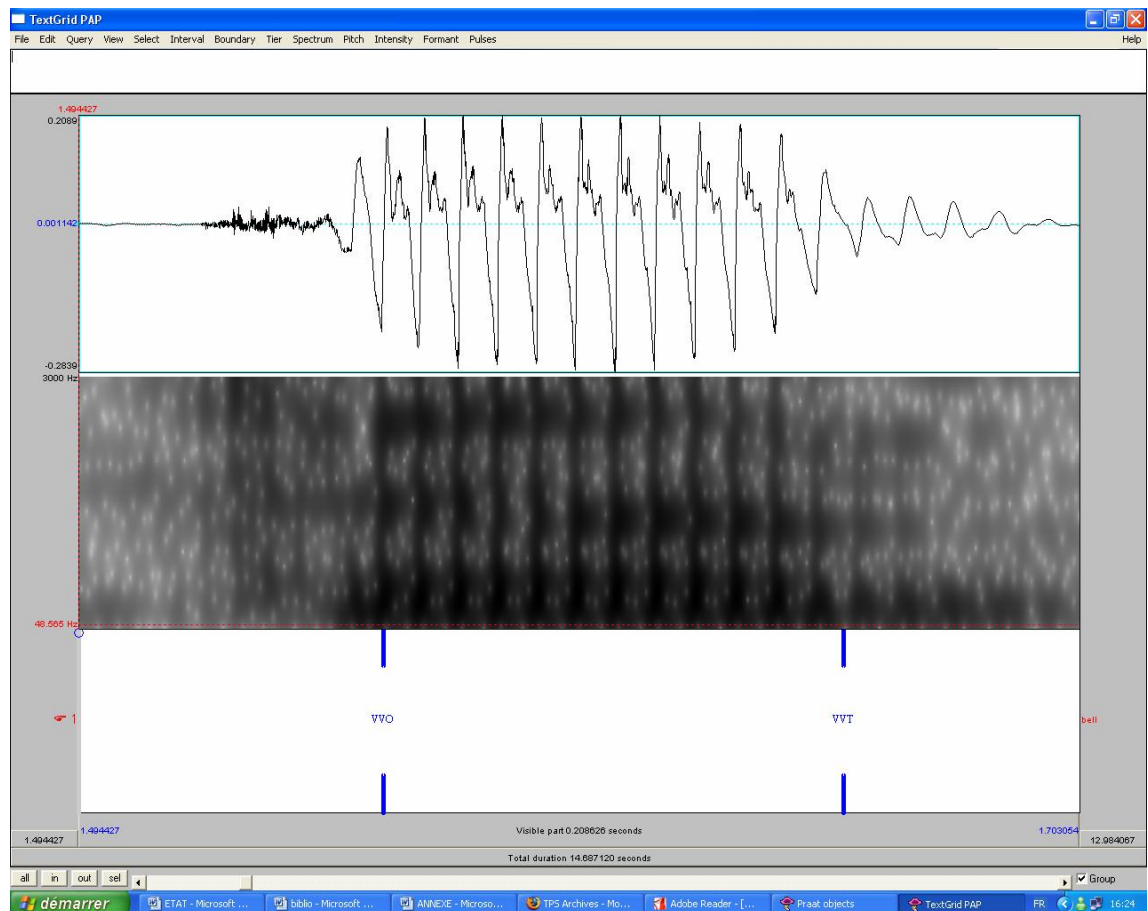 TextGrid PAP
File Edit Query View Select Interval Boundary Tier Spectrum Pitch Intensity Formant Pulses Help
1.494427
0.2089
0.001142
-0.2839
3000 Hz
48.565 Hz
1 VVO VVT bell
1.494427 Visible part 0.208626 seconds 1.703054
1.494427 12.984067
Total duration 14.687120 seconds
all in out sel Group
démarrer ETAT - Microsoft ... biblio - Microsoft ... ANNEXE - Microso... TPS Archives - Mo... Adobe Reader - [... Praat objects TextGrid PAP FR 16:24